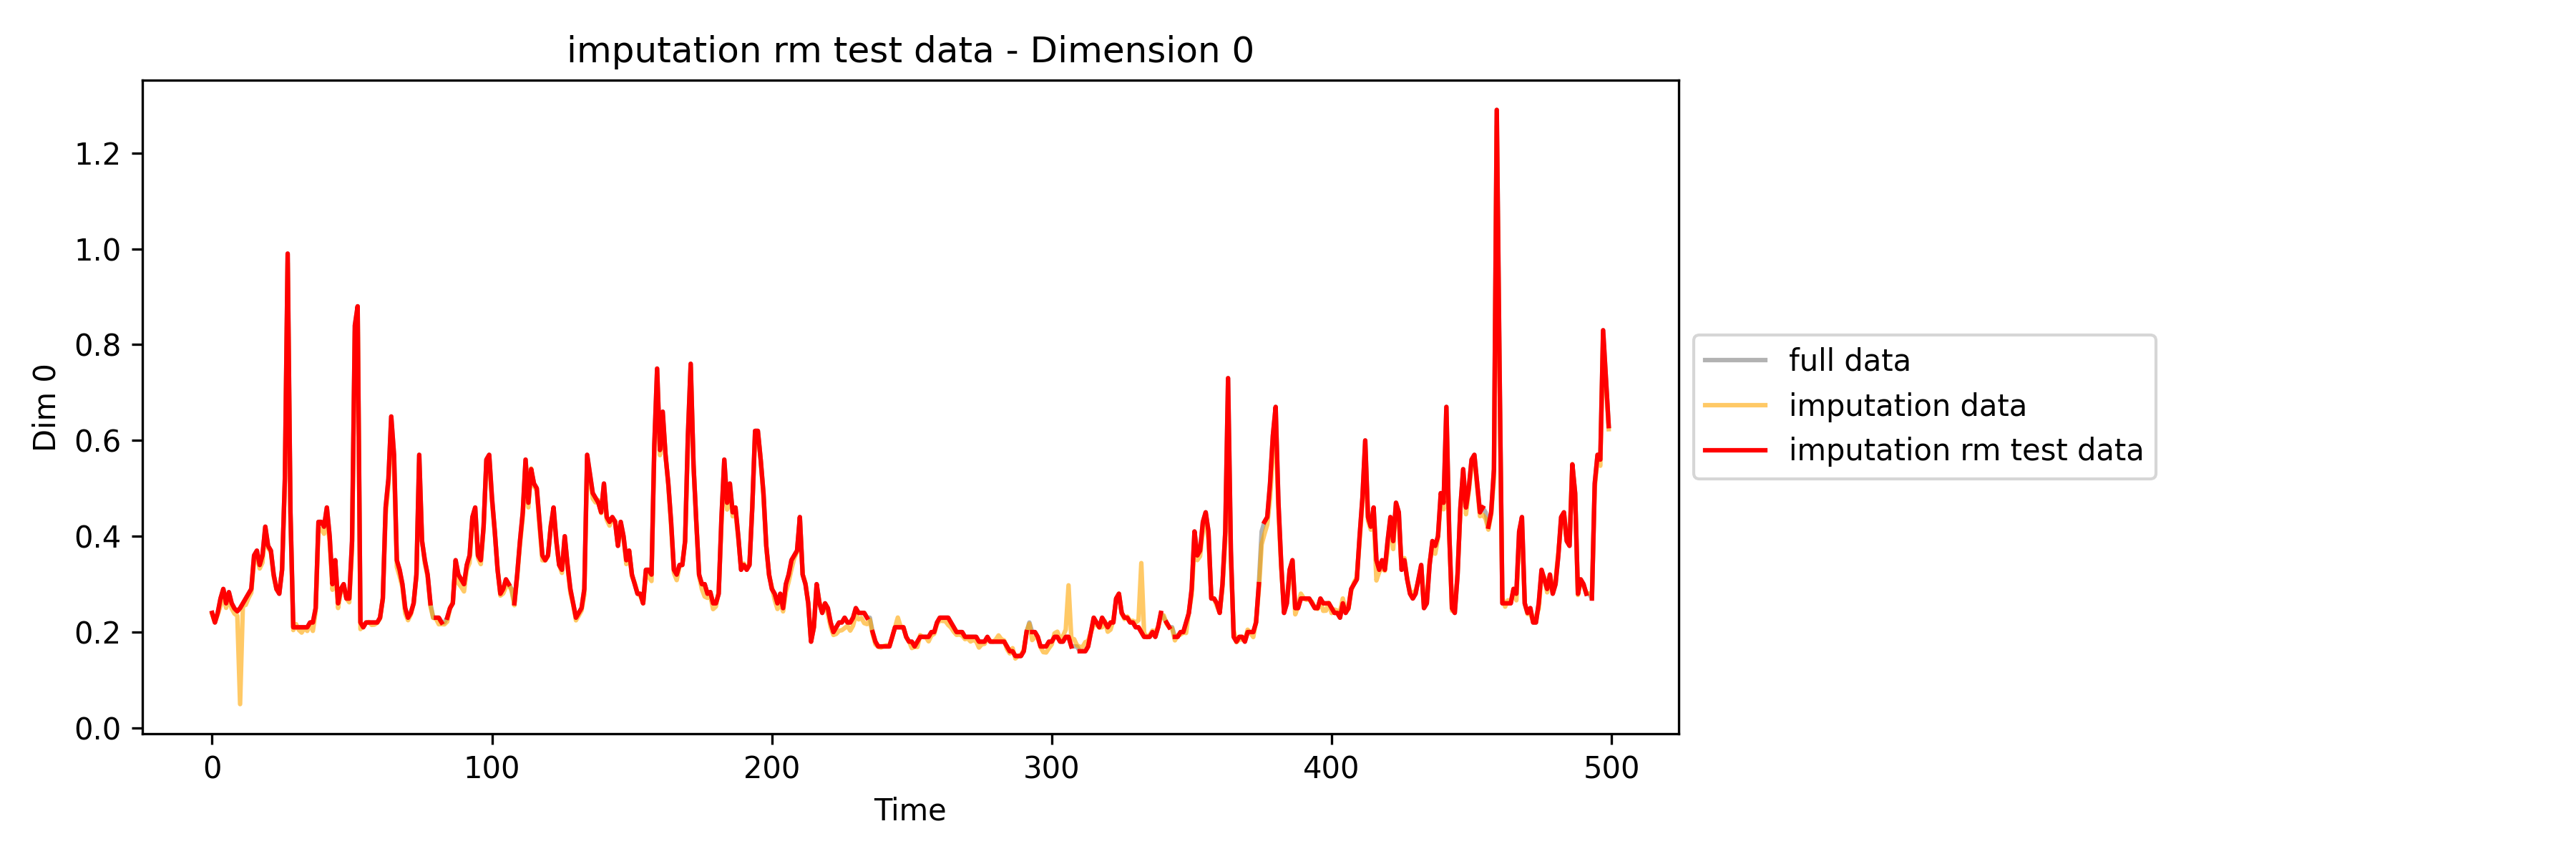 imputation rm test data - Dimension 0
1.2
1.0
0.8
0.6
0.4
0.2
0.0
Dim 0
0 100 200 300 400 500
Time
full data
imputation data
imputation rm test data